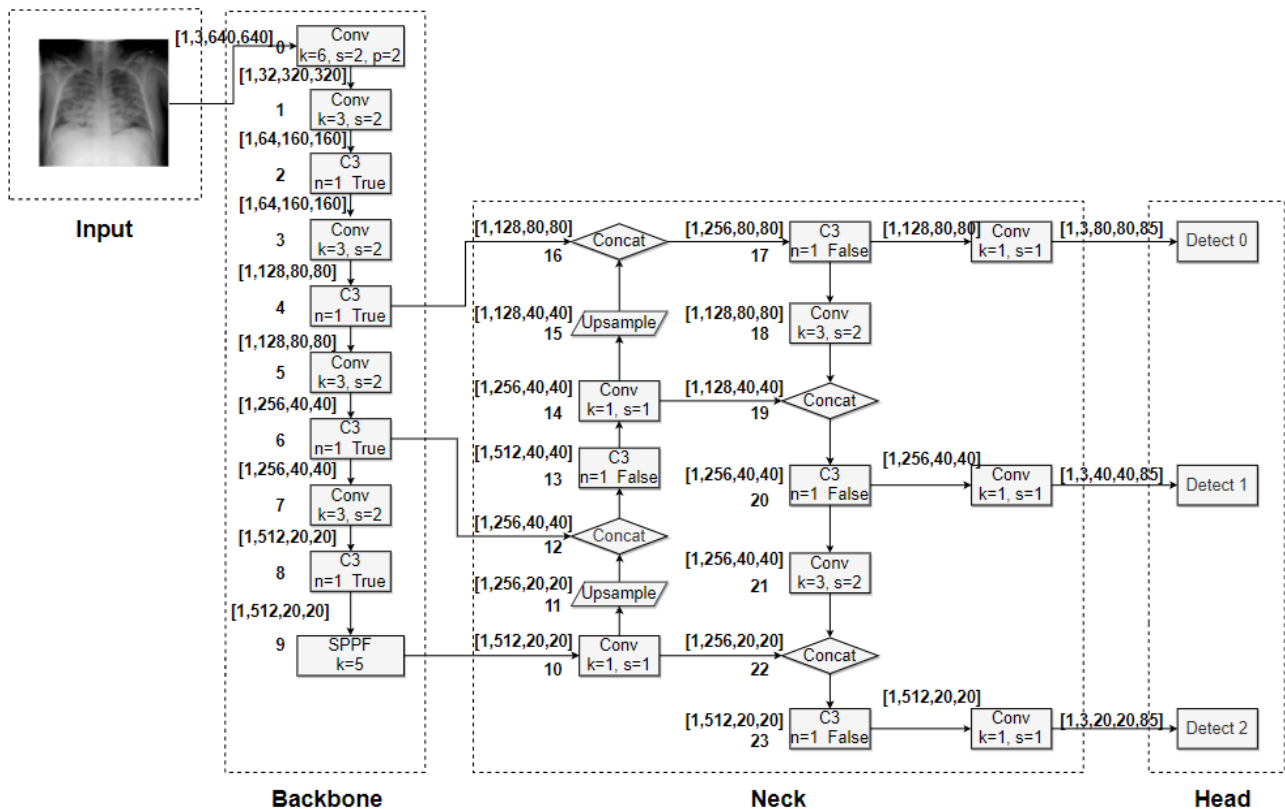 [1,3,640,640]
0
Conv
k=6, s=2, p=2
[1,32,320,320]
1
Conv
k=3, s=2
[1,64,160,160]
2
C3
n=1 True
[1,64,160,160]
3
Conv
k=3, s=2
[1,128,80,80]
4
C3
n=1 True
[1,128,80,80]
5
Conv
k=3, s=2
[1,256,40,40]
6
C3
n=1 True
[1,256,40,40]
7
Conv
k=3, s=2
[1,512,20,20]
8
C3
n=1 True
[1,512,20,20]
9
SPPF
k=5
Input
Backbone
[1,128,80,80]
16
Concat
[1,128,40,40]
15
Upsample
[1,256,40,40]
14
Conv
k=1, s=1
[1,512,40,40]
13
C3
n=1 False
[1,256,40,40]
12
Concat
[1,256,20,20]
11
Upsample
[1,512,20,20]
10
Conv
k=1, s=1
[1,256,80,80]
17
C3
n=1 False
[1,128,80,80]
Conv
k=1, s=1
[1,3,80,80,85]
Detect 0
[1,128,80,80]
18
Conv
k=3, s=2
[1,128,40,40]
19
Concat
[1,256,40,40]
20
C3
n=1 False
[1,256,40,40]
Conv
k=1, s=1
[1,3,40,40,85]
Detect 1
[1,256,40,40]
21
Conv
k=3, s=2
[1,256,20,20]
22
Concat
[1,512,20,20]
23
C3
n=1 False
[1,512,20,20]
Conv
k=1, s=1
[1,3,20,20,85]
Detect 2
Neck
Head